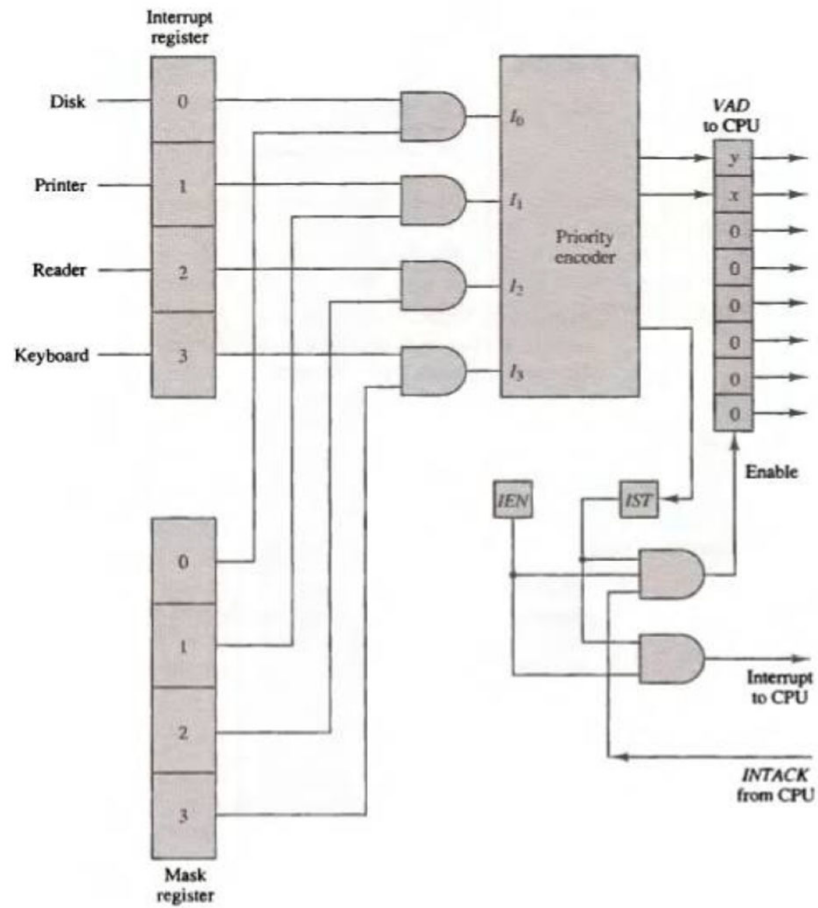 Interrupt
register
Disk
0
Printer
1
Reader
2
Keyboard
3
I0
I1
I2
I3
Priority
encoder
VAD
to CPU
y
x
0
0
0
0
0
0
Enable
IEN
IST
0
1
2
3
Interrupt
to CPU
INTACK
from CPU
Mask
register